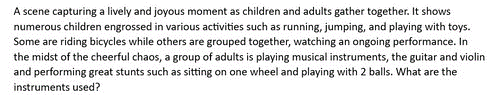 A scene capturing a lively and joyous moment as children and adults gather together. It shows
numerous children engrossed in various activities such as running, jumping, and playing with toys.
Some are riding bicycles while others are grouped together, watching an ongoing performance. In
the midst of the cheerful chaos, a group of adults is playing musical instruments, the guitar and violin
and performing great stunts such as sitting on one wheel and playing with 2 balls. What are the
instruments used?